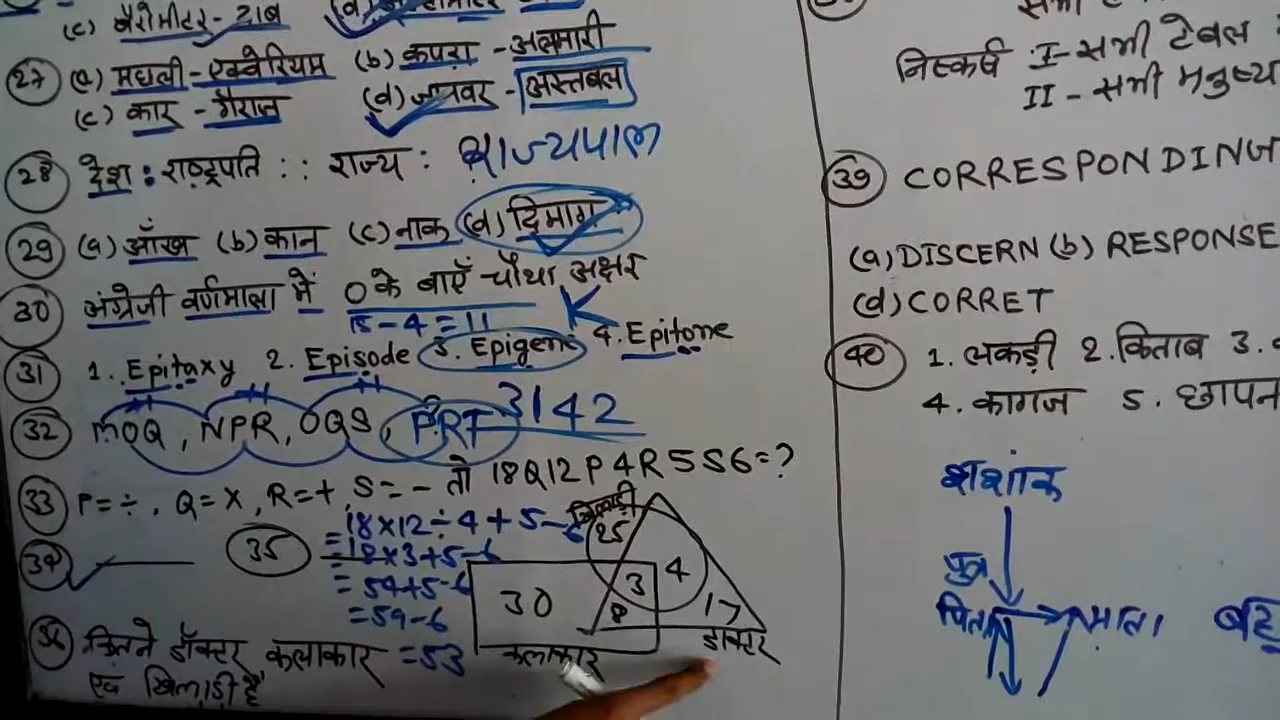 (c) बैरोमीटर - दाब
(27) (a) मछली - एक्वेरियम (b) कपरा - अलमारी
(c) कार - गैराज (d) जानवर - अस्तबल
(28) देश : राष्ट्रपति :: राज्य : राज्यपाल
(29) (a) आँख (b) कान (c) नाक (d) दिमाग
(30) अंग्रेजी वर्णमाला में O के बाएँ चौथा अक्षर
15-4=11 K
(31) 1. Epitaxy 2. Episode 3. Epigene 4. Epitome
3142
(32) MOQ, NPR, OQS, PRT
(33) P=÷, Q=×, R=+, S=- तो 18Q12P4R5S6=?
= 18×12÷4+5-6
= 18×3+5-6
= 54+5-6
= 59-6
= 53
(34)
(35)
खिलाड़ी
25
4
3
30
8
17
कलाकार
डॉक्टर
(36) कितने डॉक्टर कलाकार
एवं खिलाड़ी हैं
निष्कर्ष I - सभी टेबल
II - सभी मनुष्य
(39) CORRESPONDING
(a) DISCERN (b) RESPONSE
(d) CORRET
(40) 1. लकड़ी 2. किताब 3.
4. कागज 5. छापन
शशांक
पुत्र
पिता
माता